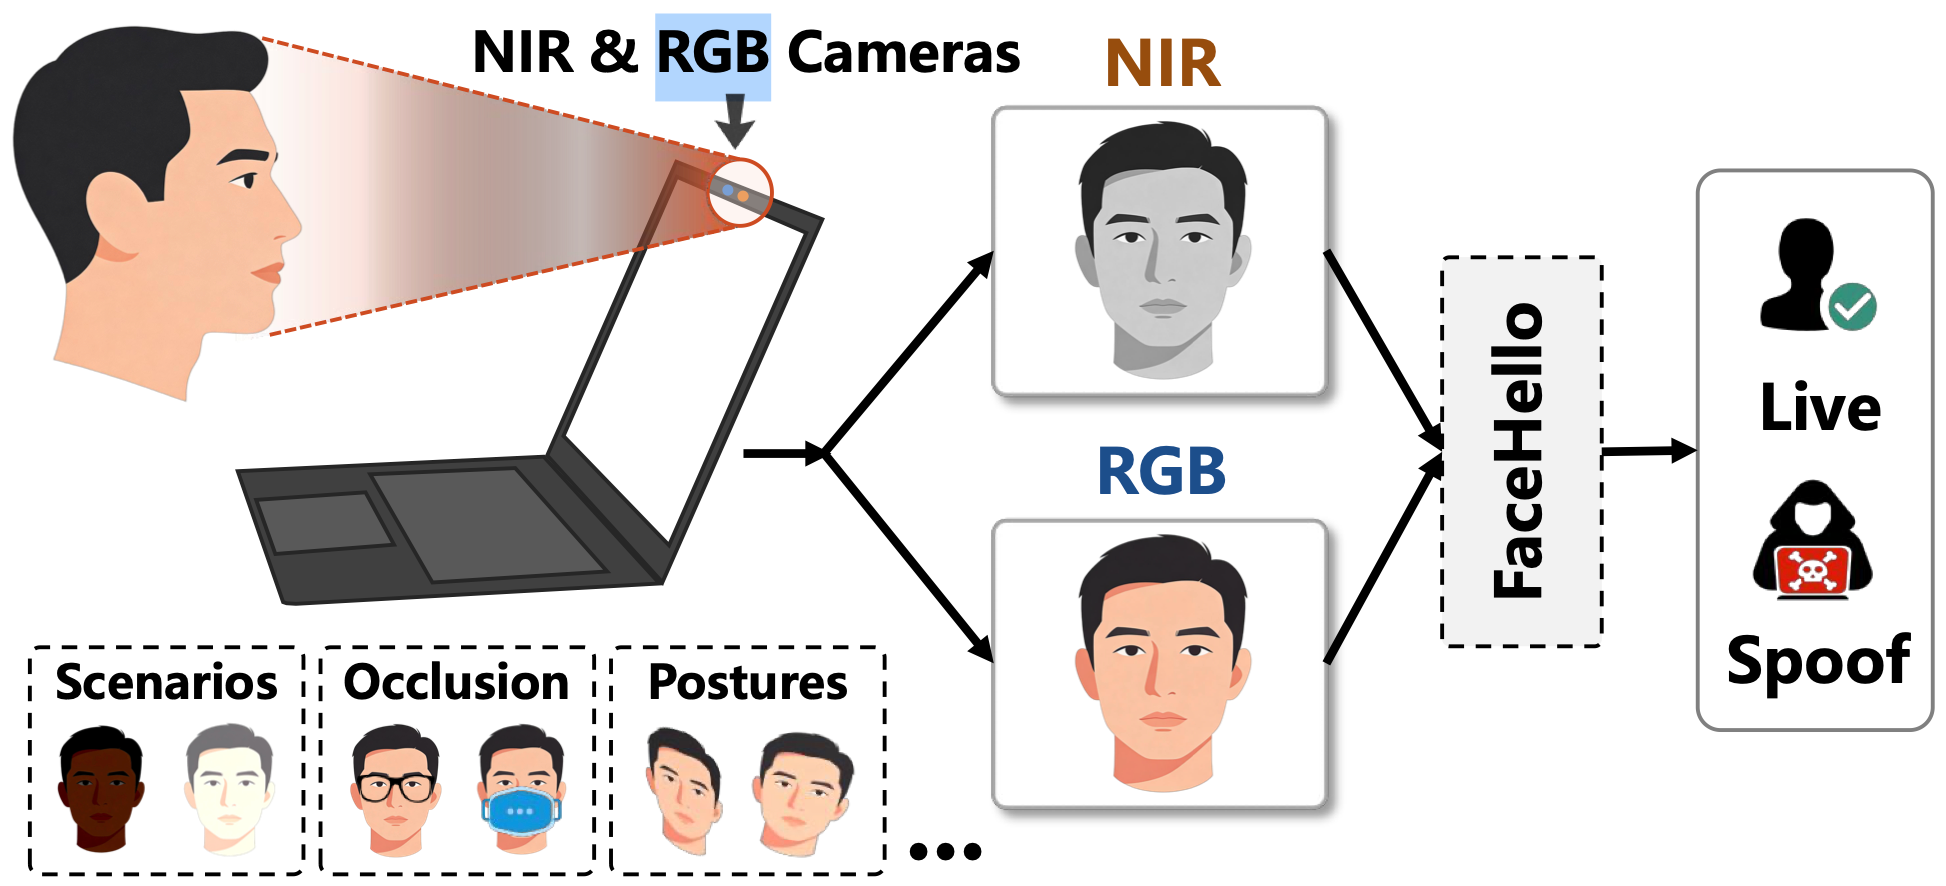 NIR & RGB Cameras
NIR
RGB
FaceHello
Live
Spoof
Scenarios
Occlusion
Postures
...